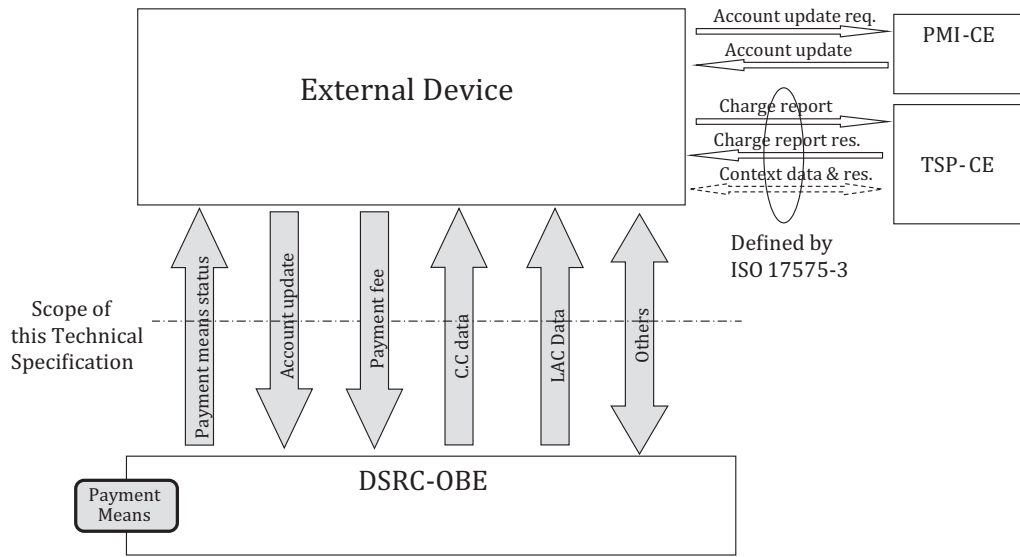 Account update req.
PMI-CE
Account update
External Device
Charge report
Charge report res.
TSP-CE
Context data & res.
Defined by
ISO 17575-3
Scope of
this Technical
Specification
Payment means status
Account update
Payment fee
C.C data
LAC Data
Others
DSRC-OBE
Payment
Means